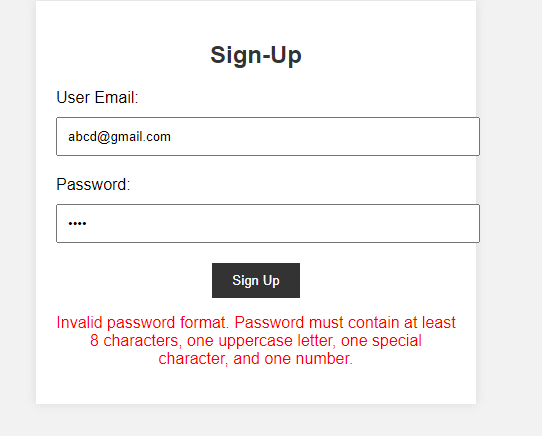 Sign-Up
User Email:
abcd@gmail.com
Password:
••••
Sign Up
Invalid password format. Password must contain at least
8 characters, one uppercase letter, one special
character, and one number.